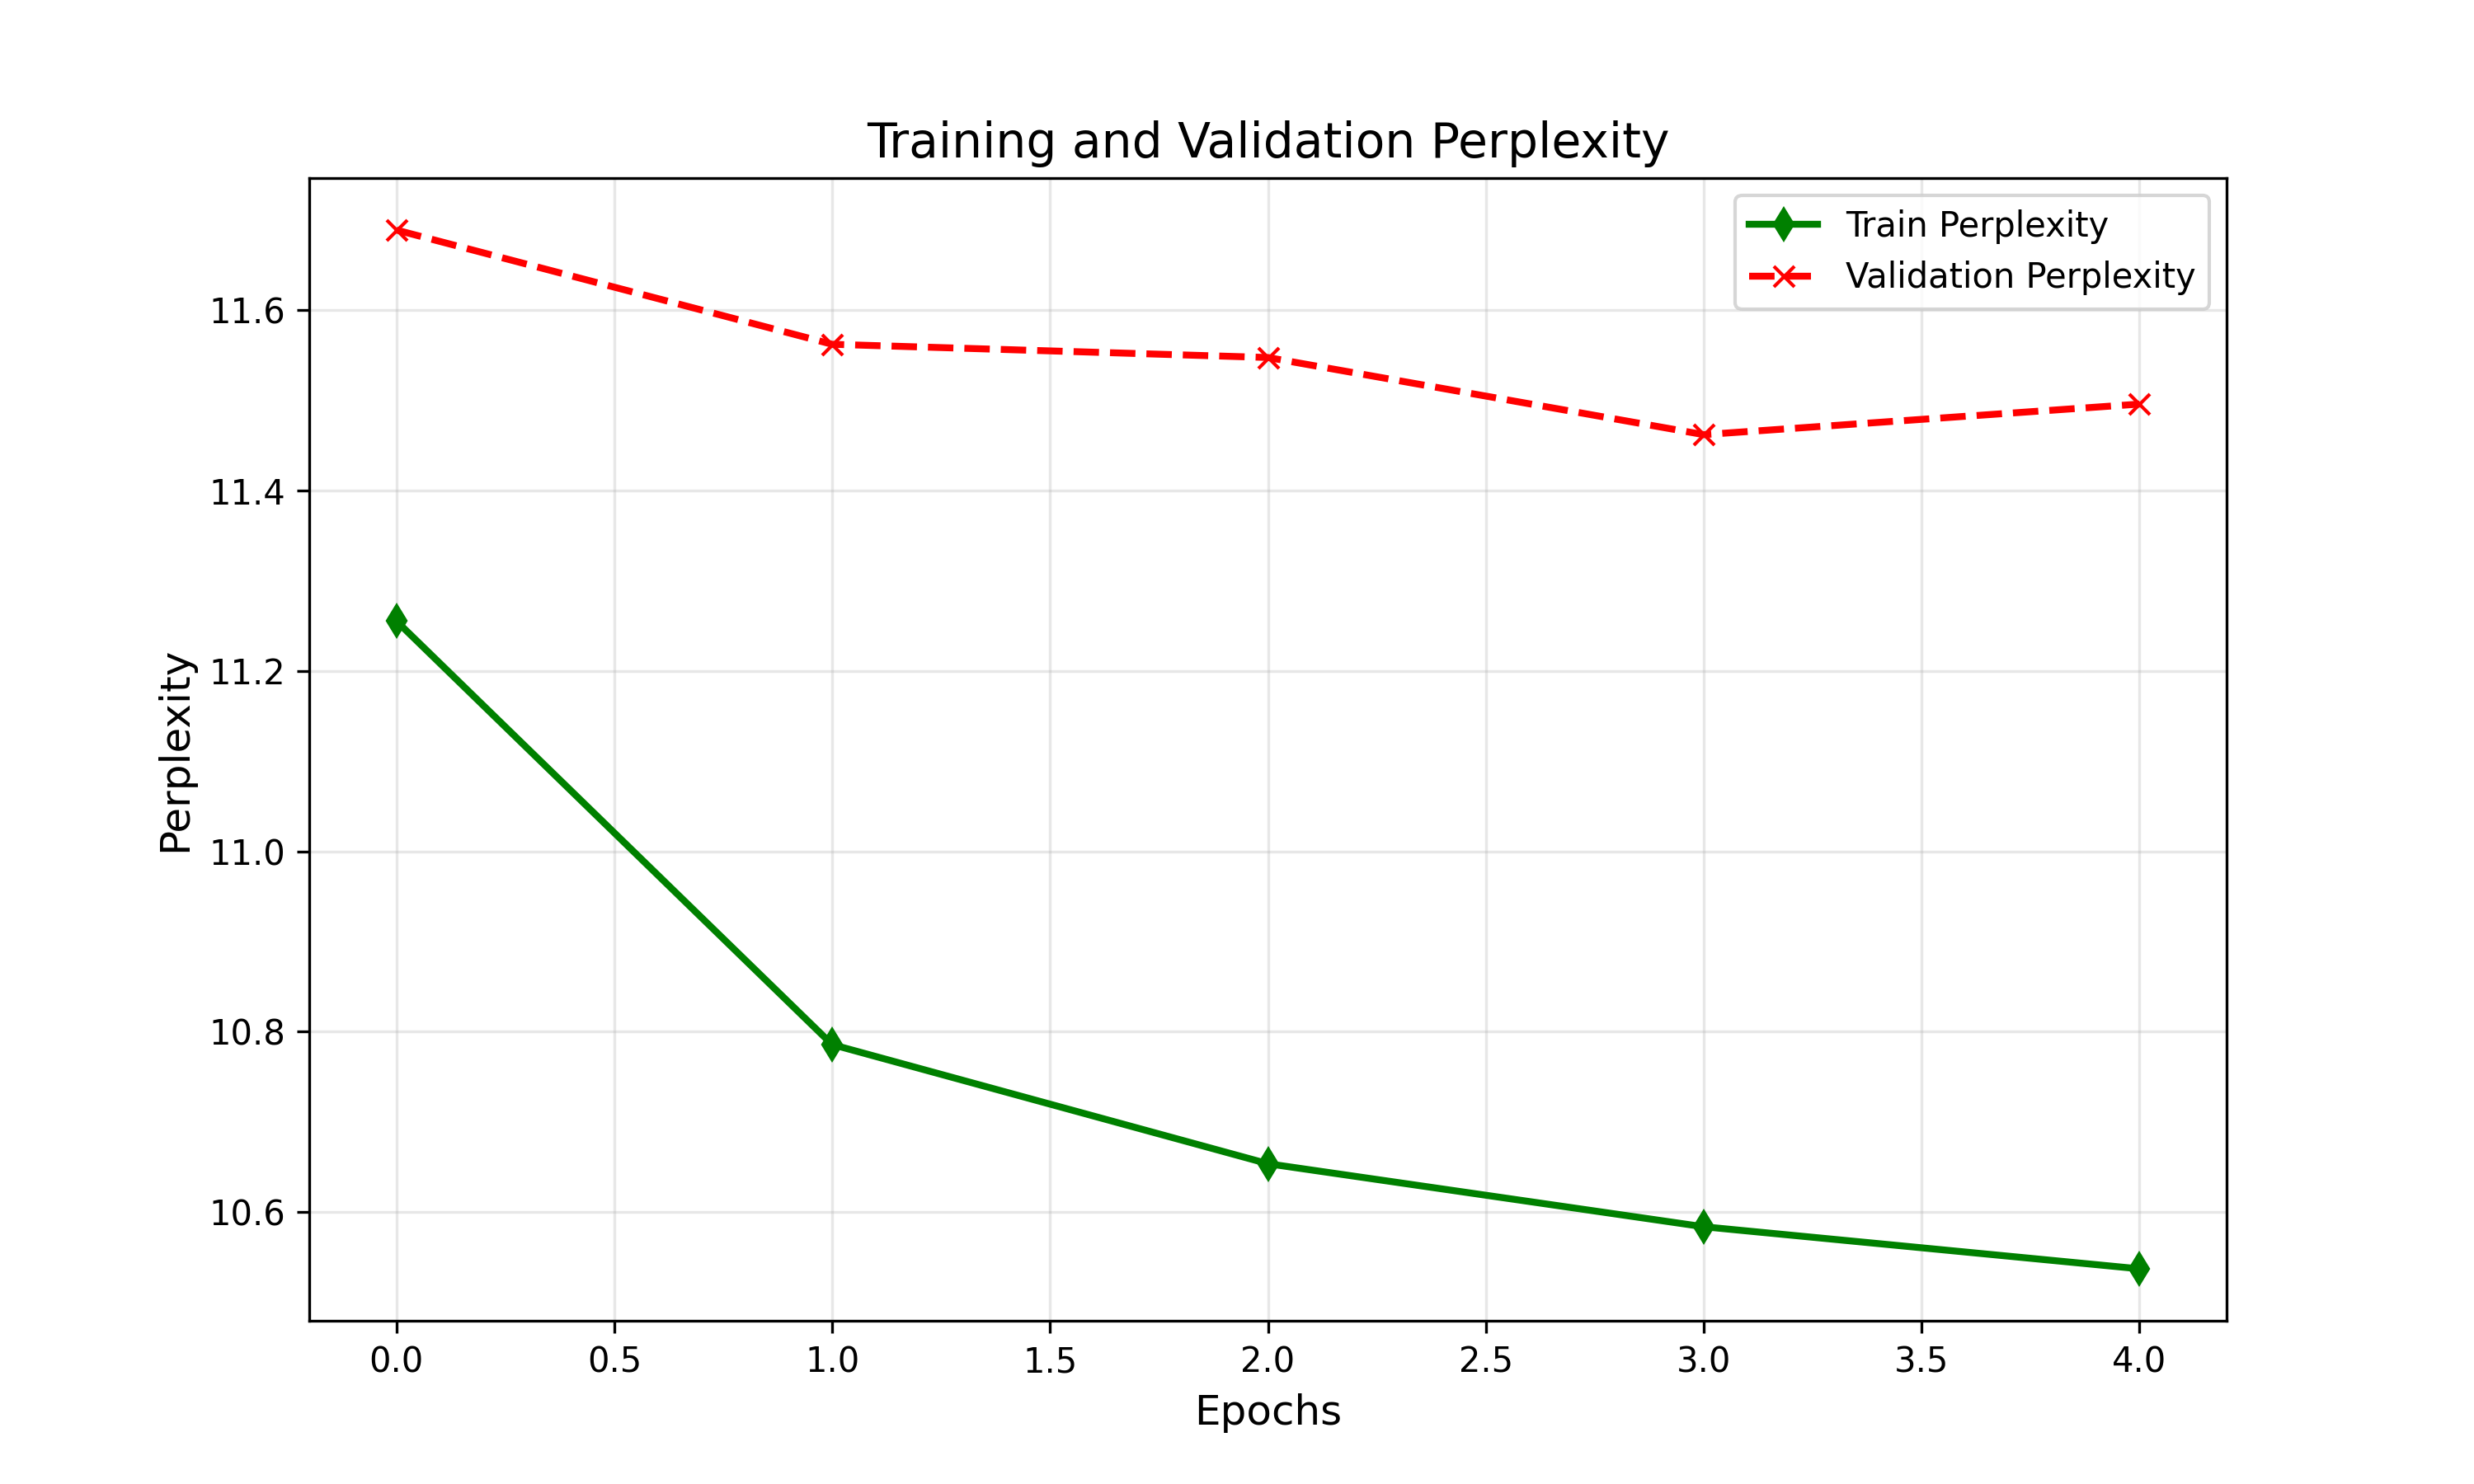 Training and Validation Perplexity
Train Perplexity
Validation Perplexity
Perplexity
11.6
11.4
11.2
11.0
10.8
10.6
0.0 0.5 1.0 1.5 2.0 2.5 3.0 3.5 4.0
Epochs